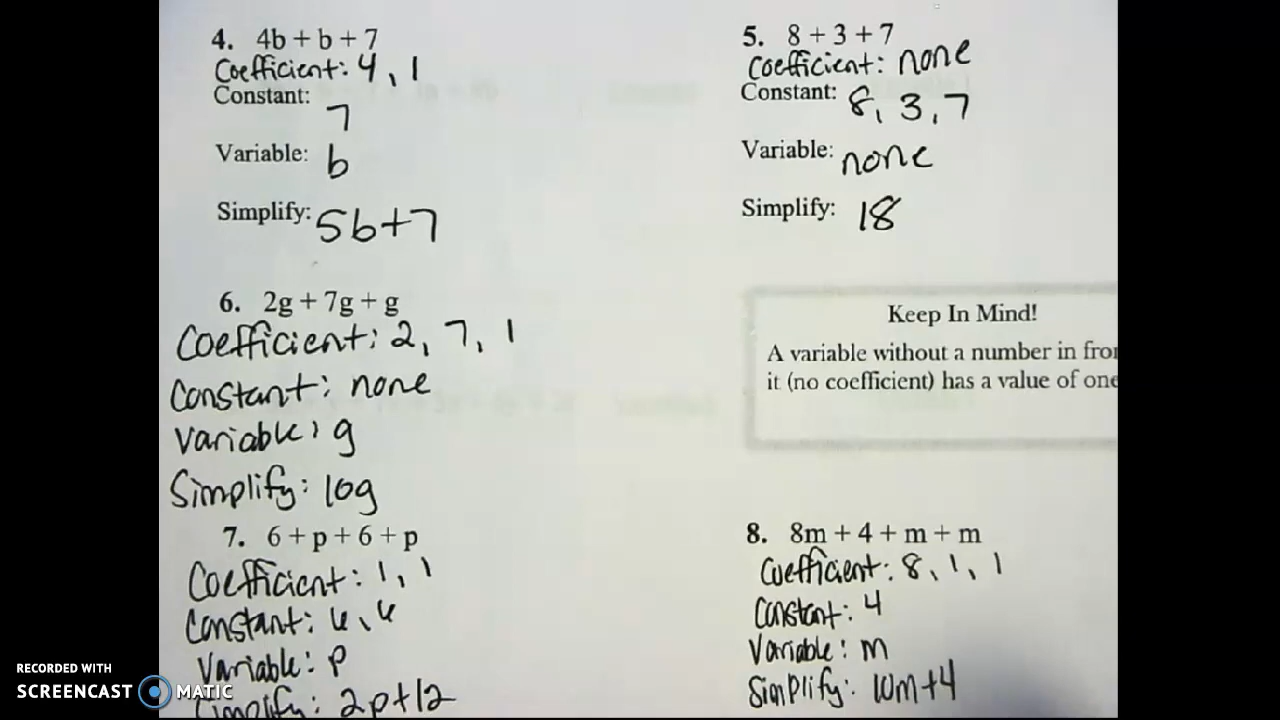 4. 4b + b + 7
Coefficient: 4, 1
Constant: 7
Variable: b
Simplify: 5b+7
5. 8 + 3 + 7
Coefficient: none
Constant: 8, 3, 7
Variable: none
Simplify: 18
6. 2g + 7g + g
Coefficient: 2, 7, 1
Constant: none
Variable: g
Simplify: 10g
Keep In Mind!
A variable without a number in fro
it (no coefficient) has a value of one
7. 6 + p + 6 + p
Coefficient: 1, 1
Constant: 6, 6
Variable: p
Simplify: 2p+12
8. 8m + 4 + m + m
Coefficient: 8, 1, 1
Constant: 4
Variable: m
Simplify: 10m+4
RECORDED WITH
SCREENCAST MATIC